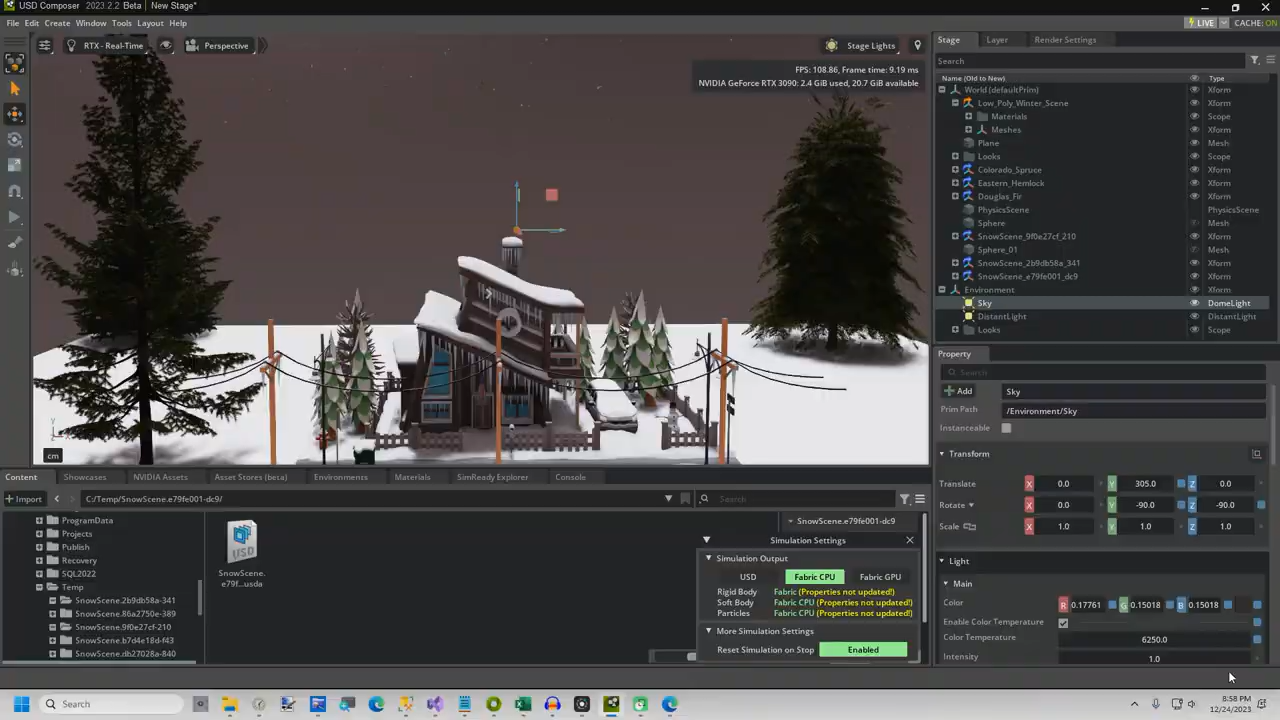 USD Composer 2023.2.2 Beta New Stage*
File Edit Create Window Tools Layout Help
LIVE CACHE: ON
RTX - Real-Time Perspective Stage Lights
FPS: 108.86, Frame time: 9.19 ms
NVIDIA GeForce RTX 3090: 2.4 GiB used, 20.7 GiB available
cm
Stage Layer Render Settings
Search
Name (Old to New) Type
World (defaultPrim) Xform
Low_Poly_Winter_Scene Xform
Materials Scope
Meshes Xform
Plane Mesh
Looks Scope
Colorado_Spruce Xform
Eastern_Hemlock Xform
Douglas_Fir Xform
PhysicsScene PhysicsScene
Sphere Mesh
SnowScene_9f0e27cf_210 Xform
Sphere_01 Mesh
SnowScene_2b9db58a_341 Xform
SnowScene_e79fe001_dc9 Xform
Environment Xform
Sky DomeLight
DistantLight DistantLight
Looks Scope
Property
Search
Add Sky
Prim Path /Environment/Sky
Instanceable
Transform
Translate X 0.0 Y 305.0 Z 0.0
Rotate X 0.0 Y -90.0 Z -90.0
Scale X 1.0 Y 1.0 Z 1.0
Light
Main
Color R 0.17761 G 0.15018 B 0.15018
Enable Color Temperature
Color Temperature 6250.0
Intensity 1.0
Content Showcases NVIDIA Assets Asset Stores (beta) Environments Materials SimReady Explorer Console
Import C:/Temp/SnowScene.e79fe001-dc9/ Search
ProgramData
Projects
Publish
Recovery
SQL2022
Temp
SnowScene.2b9db58a-341
SnowScene.86a2750e-389
SnowScene.9f0e27cf-210
SnowScene.b7d4e18d-f43
SnowScene.db27028a-840
USD
SnowScene.
e79f...usda
SnowScene.e79fe001-dc9
Simulation Settings
Simulation Output
USD Fabric CPU Fabric GPU
Rigid Body Fabric (Properties not updated!)
Soft Body Fabric CPU (Properties not updated!)
Particles Fabric CPU (Properties not updated!)
More Simulation Settings
Reset Simulation on Stop Enabled
Search
8:58 PM
12/24/2023